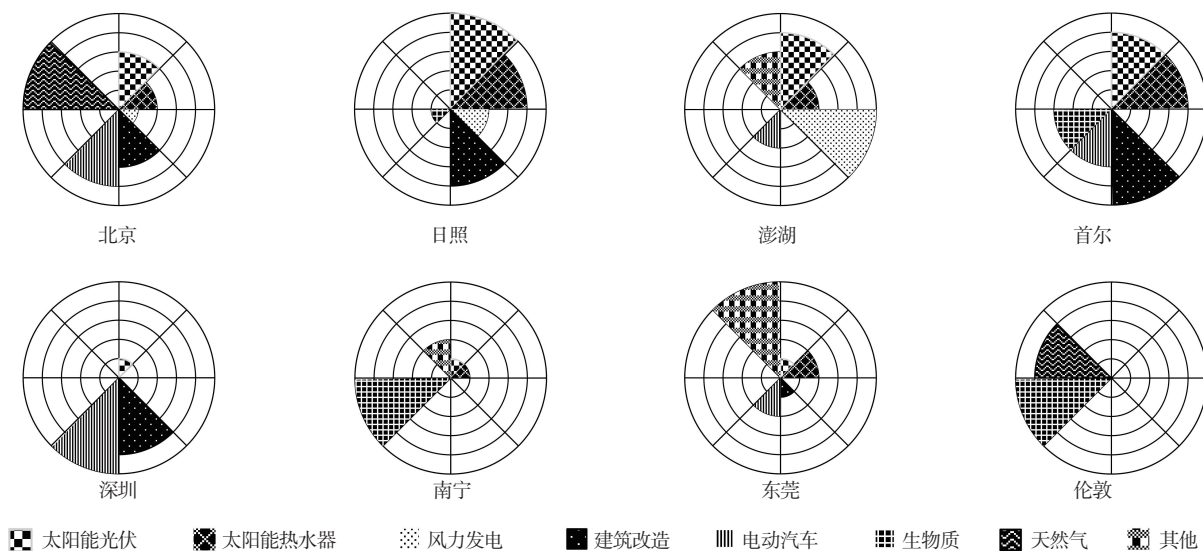 北京 日照 澎湖 首尔
深圳 南宁 东莞 伦敦
太阳能光伏 太阳能热水器 风力发电 建筑改造 电动汽车 生物质 天然气 其他